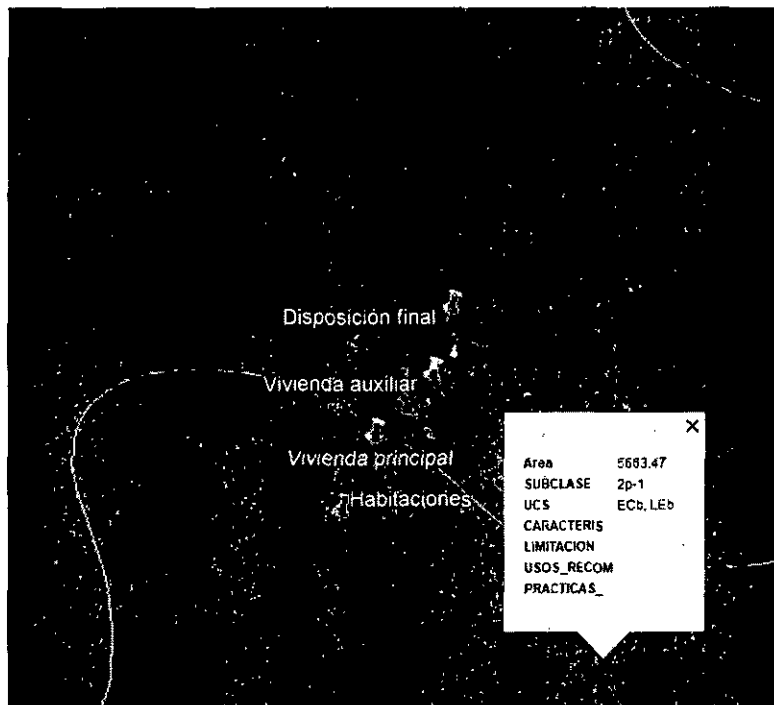 Disposición final
Vivienda auxiliar
Vivienda principal
Habitaciones
×
Area 5663.47
SUBCLASE 2p-1
UCS ECb, LEb
CARACTERIS
LIMITACION
USOS_RECOM
PRACTICAS_